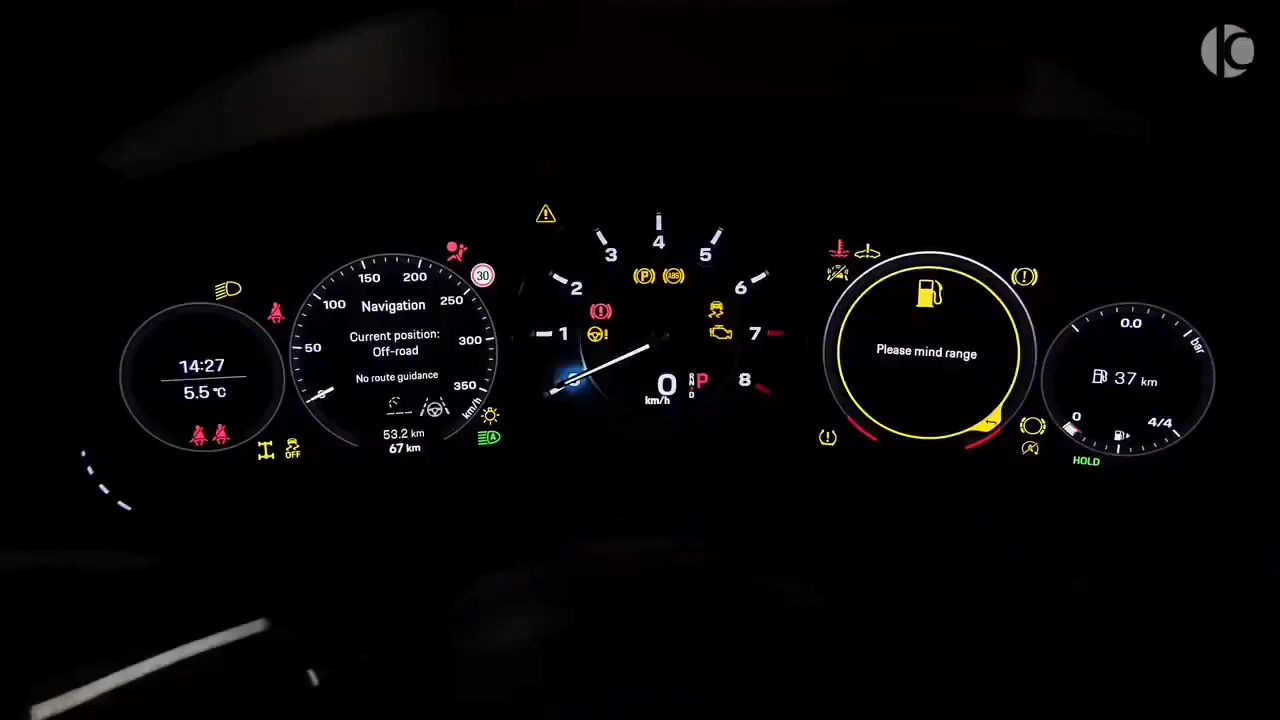 14:27
5.5 °C
OFF
50
100
150
200
250
300
350
0
km/h
30
Navigation
Current position:
Off-road
No route guidance
53.2 km
67 km
A
1
2
3
4
5
6
7
8
P
ABS
0
km/h
R
N
D
P
Please mind range
0.0
bar
37 km
0
4/4
HOLD